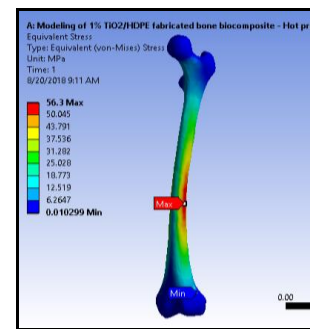 A: Modeling of 1% TiO2/HDPE fabricated bone biocomposite - Hot pr
Equivalent Stress
Type: Equivalent (von-Mises) Stress
Unit: MPa
Time: 1
8/20/2018 9:11 AM
56.3 Max
50.045
43.791
37.536
31.282
25.028
18.773
12.519
6.2647
0.010299 Min
Max
Min
0.00